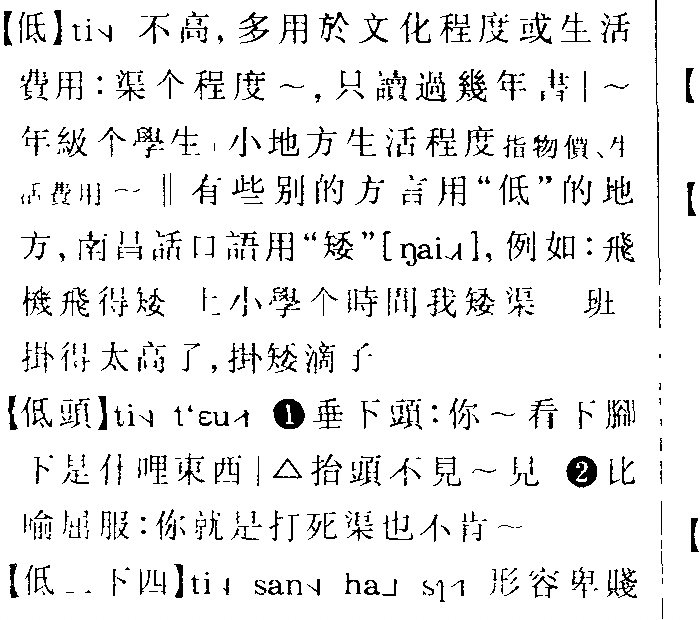 【低】ti˥˩ 不高，多用於文化程度或生活
費用：渠个程度～，只讀過幾年書｜～
年級个學生｜小地方生活程度指物價、生
活費用～ ‖ 有些別的方言用“低”的地
方，南昌話口語用“矮”[ŋai]，例如：飛
機飛得矮 上小學个時間我矮渠 班
掛得太高了，掛矮滴子
【低頭】ti t‘ɛu ❶垂下頭：你～看下腳
下是什哩東西｜△抬頭不見～見 ❷比
喻屈服：你就是打死渠也不肯～
【低三下四】ti san ha sɿ 形容卑賤